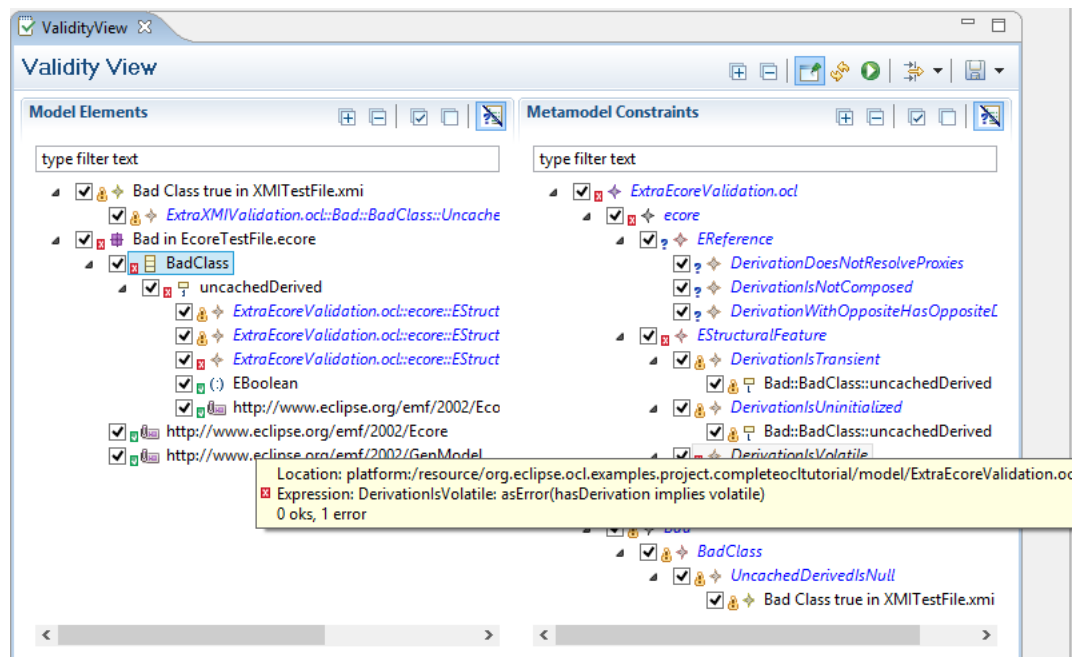 ValidityView
Validity View
Model Elements
type filter text
Bad Class true in XMITestFile.xmi
ExtraXMIValidation.ocl::Bad::BadClass::Uncache
Bad in EcoreTestFile.ecore
BadClass
uncachedDerived
ExtraEcoreValidation.ocl::ecore::EStruct
ExtraEcoreValidation.ocl::ecore::EStruct
ExtraEcoreValidation.ocl::ecore::EStruct
(:) EBoolean
http://www.eclipse.org/emf/2002/Eco
http://www.eclipse.org/emf/2002/Ecore
http://www.eclipse.org/emf/2002/GenModel
Metamodel Constraints
type filter text
ExtraEcoreValidation.ocl
ecore
EReference
DerivationDoesNotResolveProxies
DerivationIsNotComposed
DerivationWithOppositeHasOppositeD
EStructuralFeature
DerivationIsTransient
Bad::BadClass::uncachedDerived
DerivationIsUninitialized
Bad::BadClass::uncachedDerived
DerivationIsVolatile
Location: platform:/resource/org.eclipse.ocl.examples.project.completeocltutorial/model/ExtraEcoreValidation.oc
Expression: DerivationIsVolatile: asError(hasDerivation implies volatile)
0 oks, 1 error
Bad
BadClass
UncachedDerivedIsNull
Bad Class true in XMITestFile.xmi